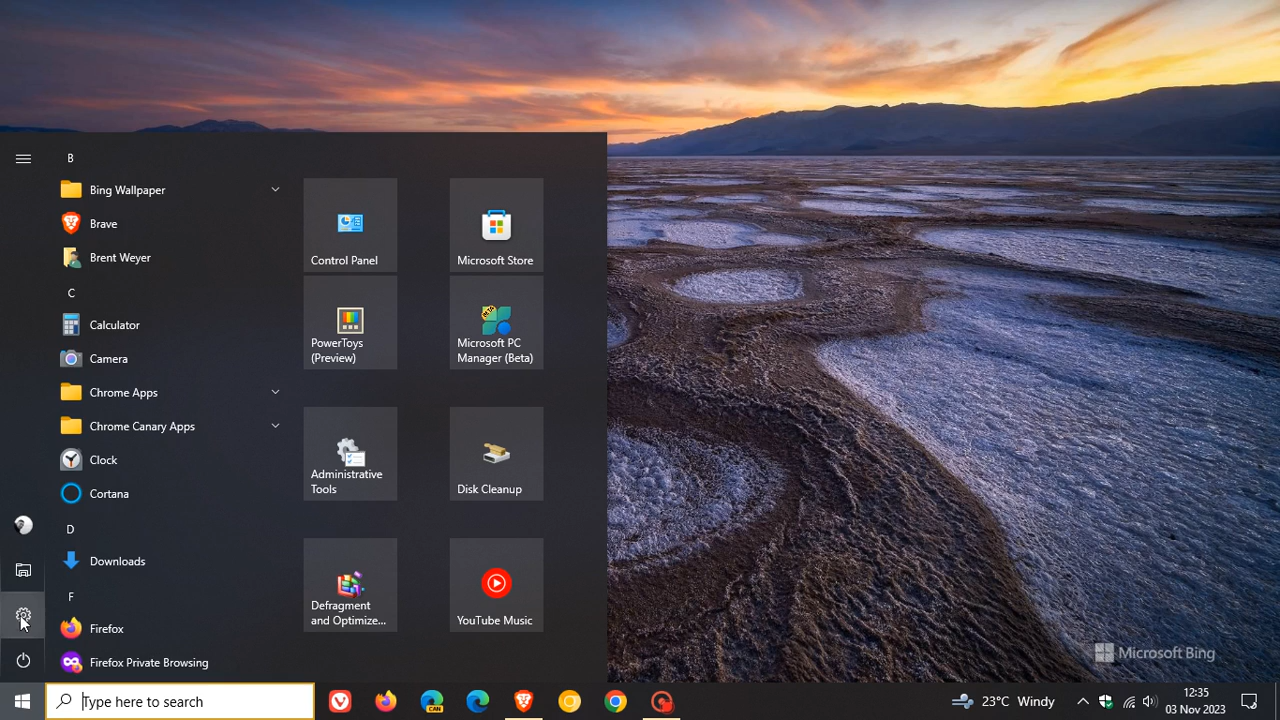 B
Bing Wallpaper
Brave
Brent Weyer
C
Calculator
Camera
Chrome Apps
Chrome Canary Apps
Clock
Cortana
D
Downloads
F
Firefox
Firefox Private Browsing
Control Panel
Microsoft Store
PowerToys
(Preview)
Microsoft PC
Manager (Beta)
Administrative
Tools
Disk Cleanup
Defragment
and Optimize...
YouTube Music
Microsoft Bing
Type here to search
CAN
23°C Windy
12:35
03 Nov 2023